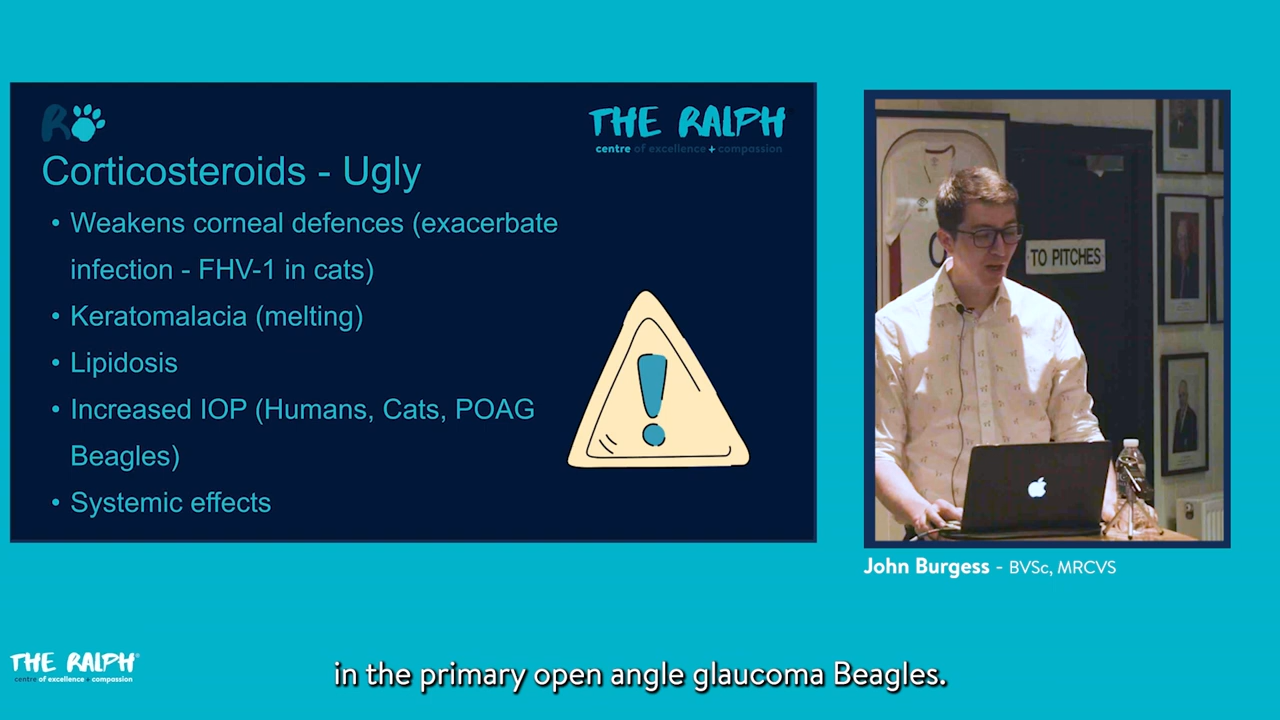 THE RALPH
centre of excellence + compassion
Corticosteroids - Ugly
• Weakens corneal defences (exacerbate
infection - FHV-1 in cats)
• Keratomalacia (melting)
• Lipidosis
• Increased IOP (Humans, Cats, POAG
Beagles)
• Systemic effects
TO PITCHES
John Burgess - BVSc, MRCVS
THE RALPH®
centre of excellence + compassion
in the primary open angle glaucoma Beagles.